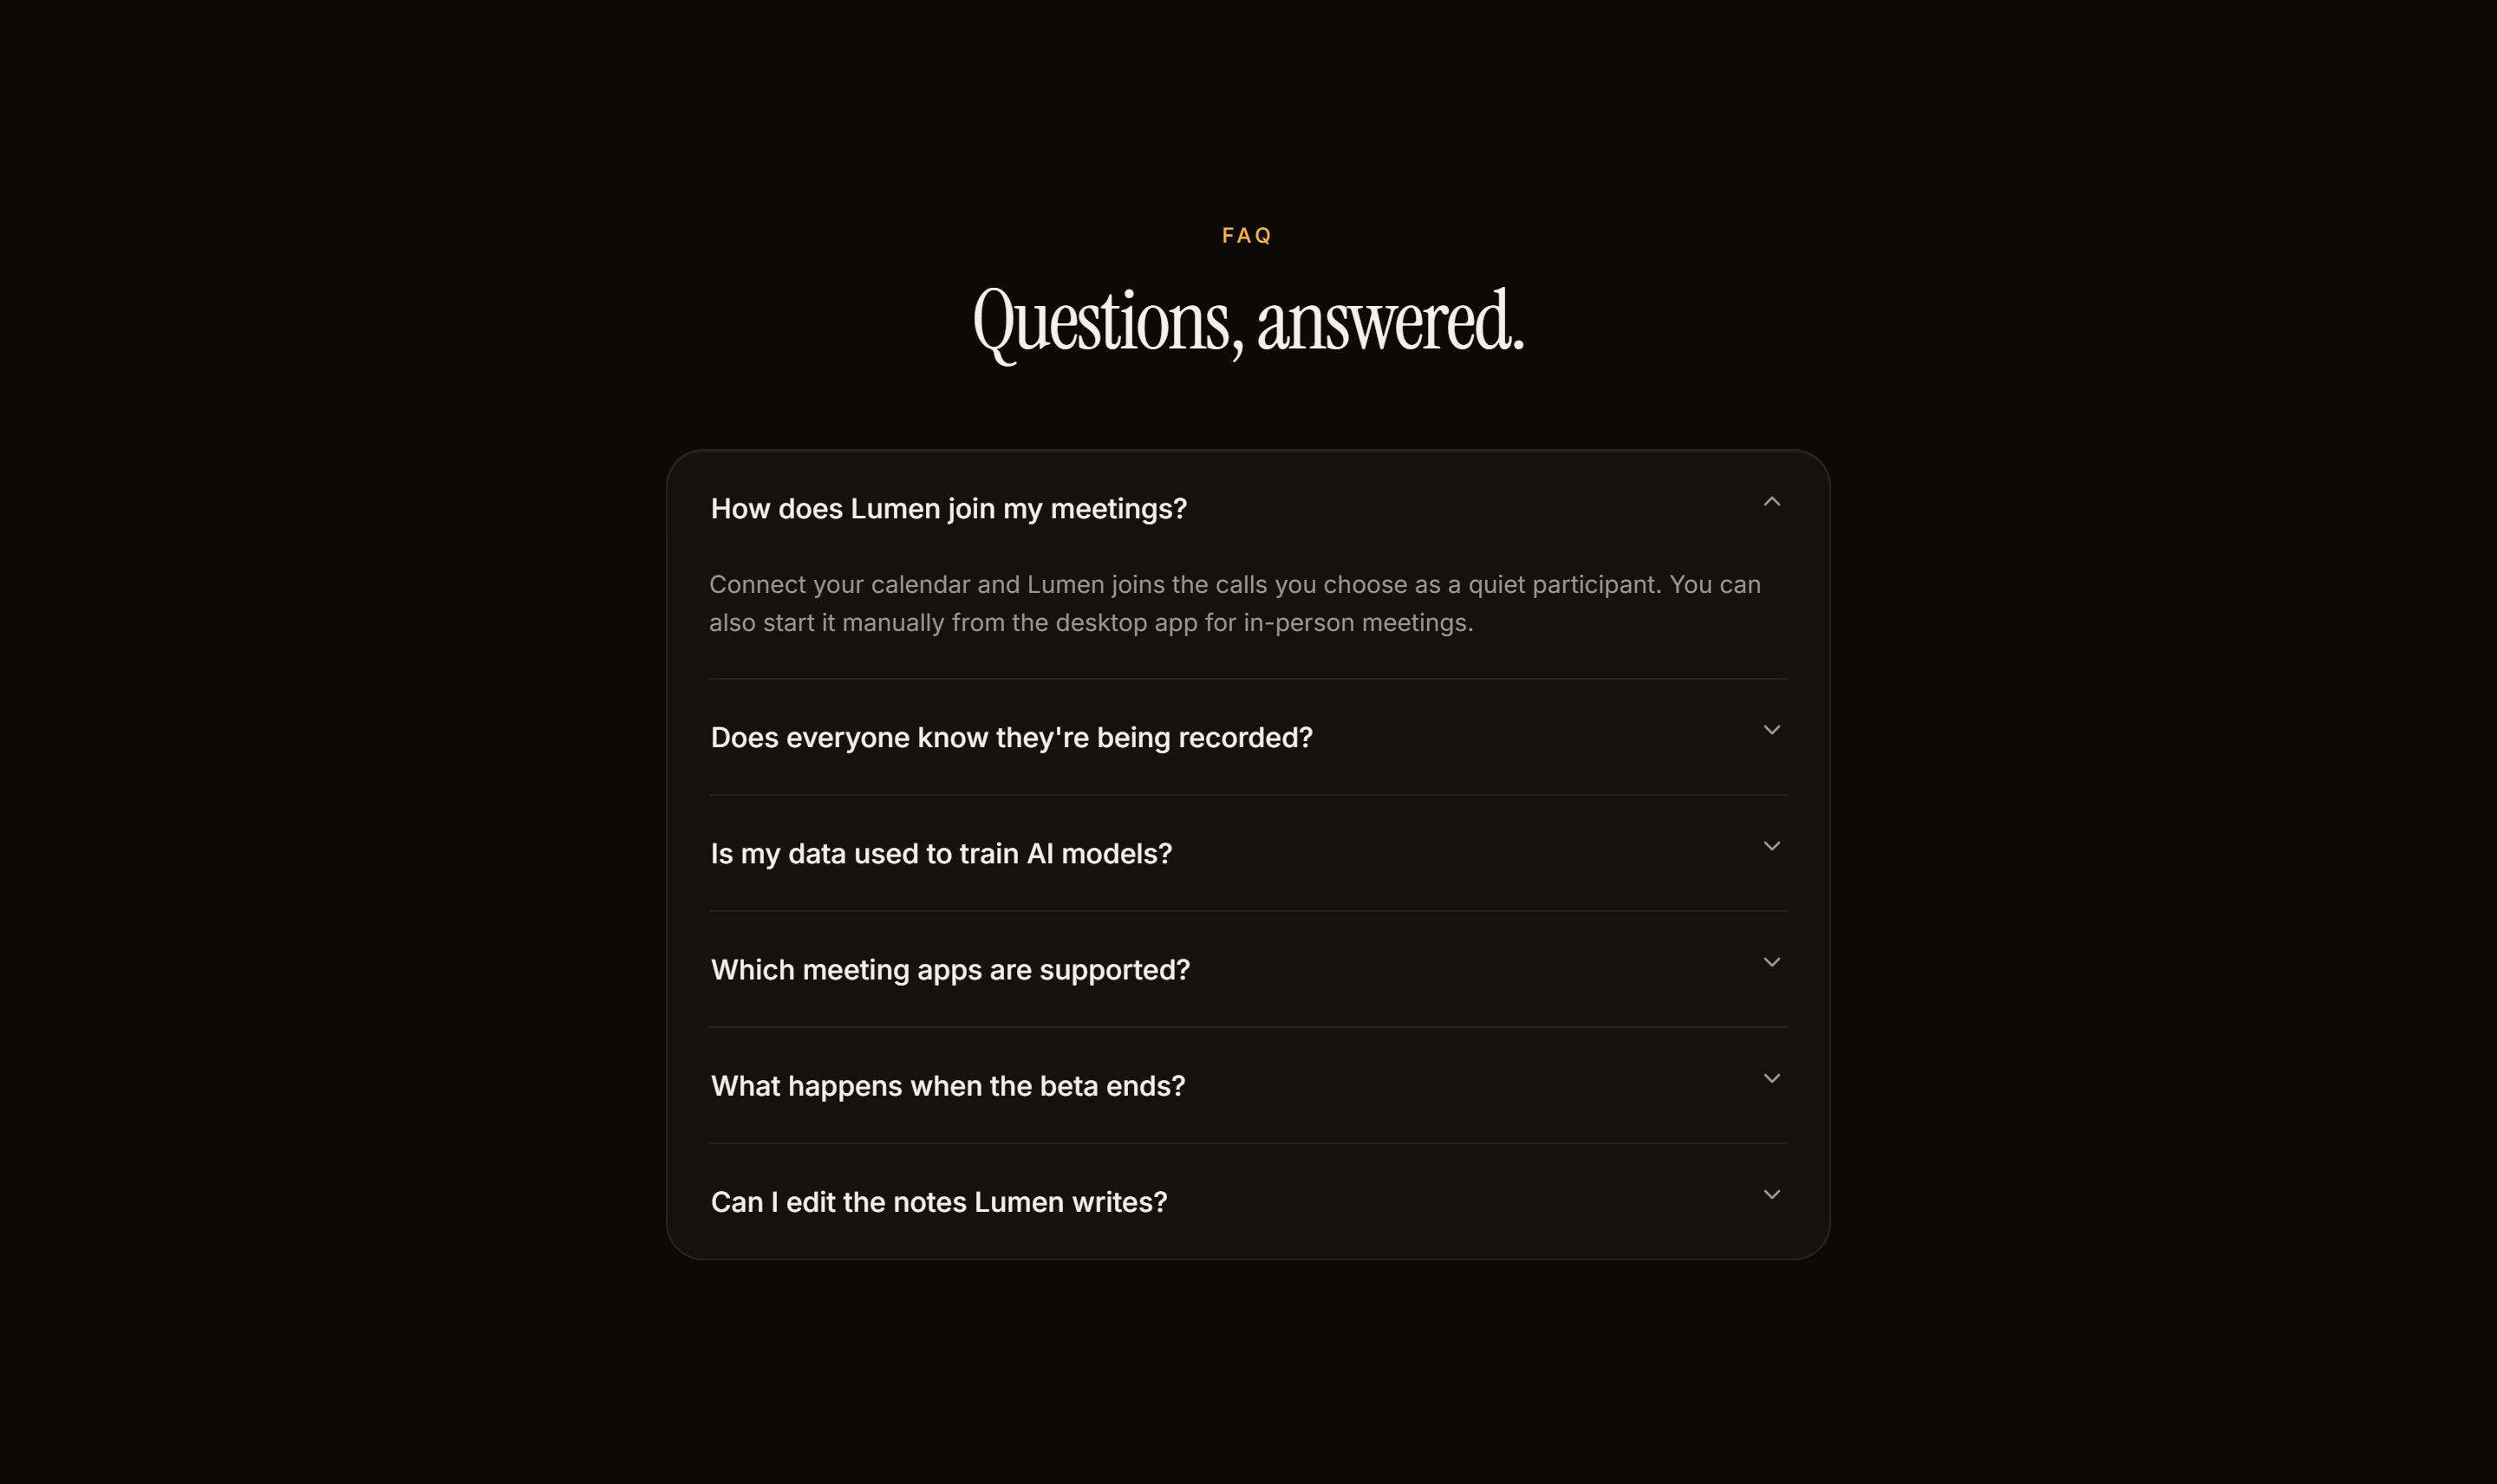 FAQ
Questions, answered.
How does Lumen join my meetings?
Connect your calendar and Lumen joins the calls you choose as a quiet participant. You can
also start it manually from the desktop app for in-person meetings.
Does everyone know they're being recorded?
Is my data used to train AI models?
Which meeting apps are supported?
What happens when the beta ends?
Can I edit the notes Lumen writes?